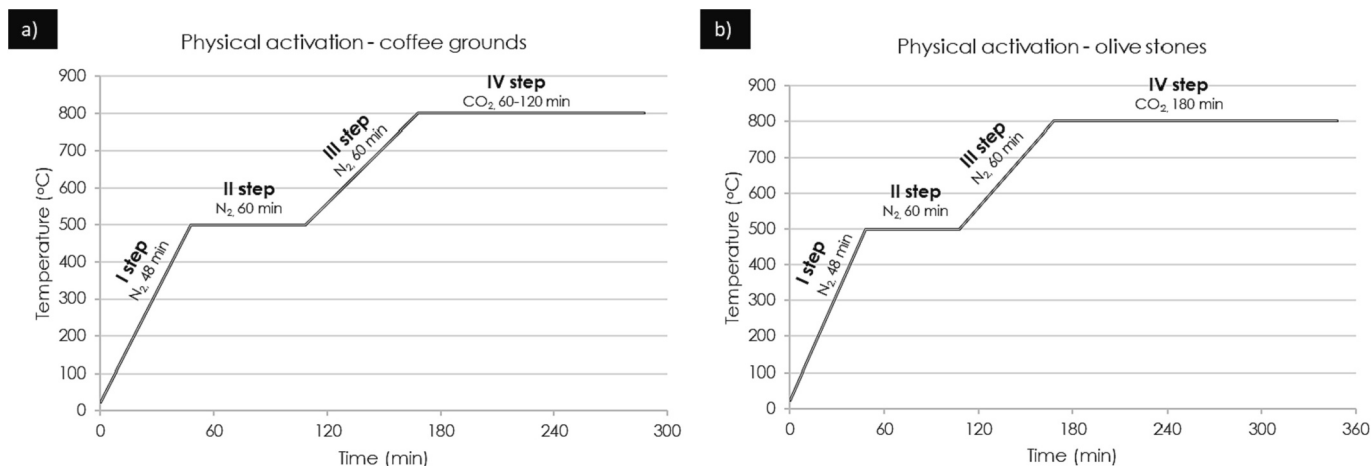 a)
Physical activation - coffee grounds
900
800
700
600
500
400
300
200
100
0
Temperature (°C)
I step
N2, 48 min
II step
N2, 60 min
III step
N2, 60 min
IV step
CO2, 60-120 min
0 60 120 180 240 300
Time (min)
b)
Physical activation - olive stones
900
800
700
600
500
400
300
200
100
0
Temperature (°C)
I step
N2, 48 min
II step
N2, 60 min
III step
N2, 60 min
IV step
CO2, 180 min
0 60 120 180 240 300 360
Time (min)